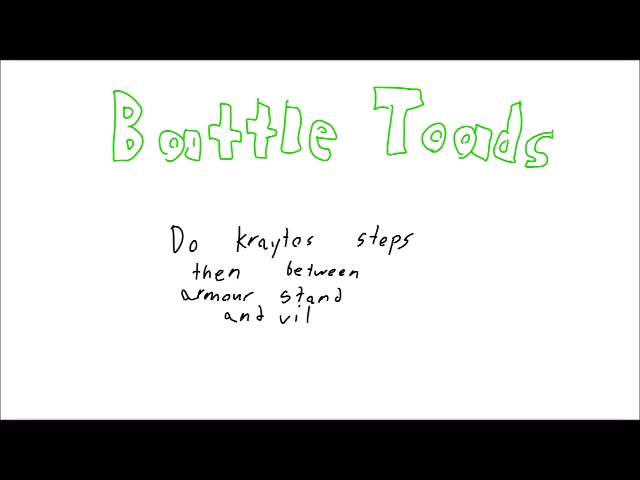 Battle Toads
Do kraytos steps
then between
armour stand
and vil